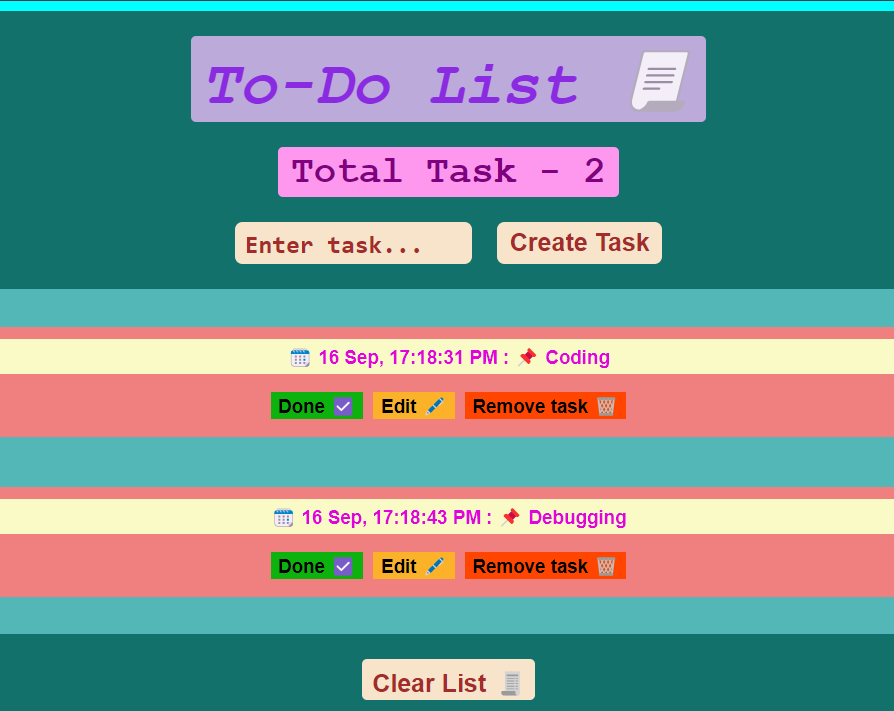 To-Do List
Total Task - 2
Enter task... Create Task
16 Sep, 17:18:31 PM : Coding
Done Edit Remove task
16 Sep, 17:18:43 PM : Debugging
Done Edit Remove task
Clear List